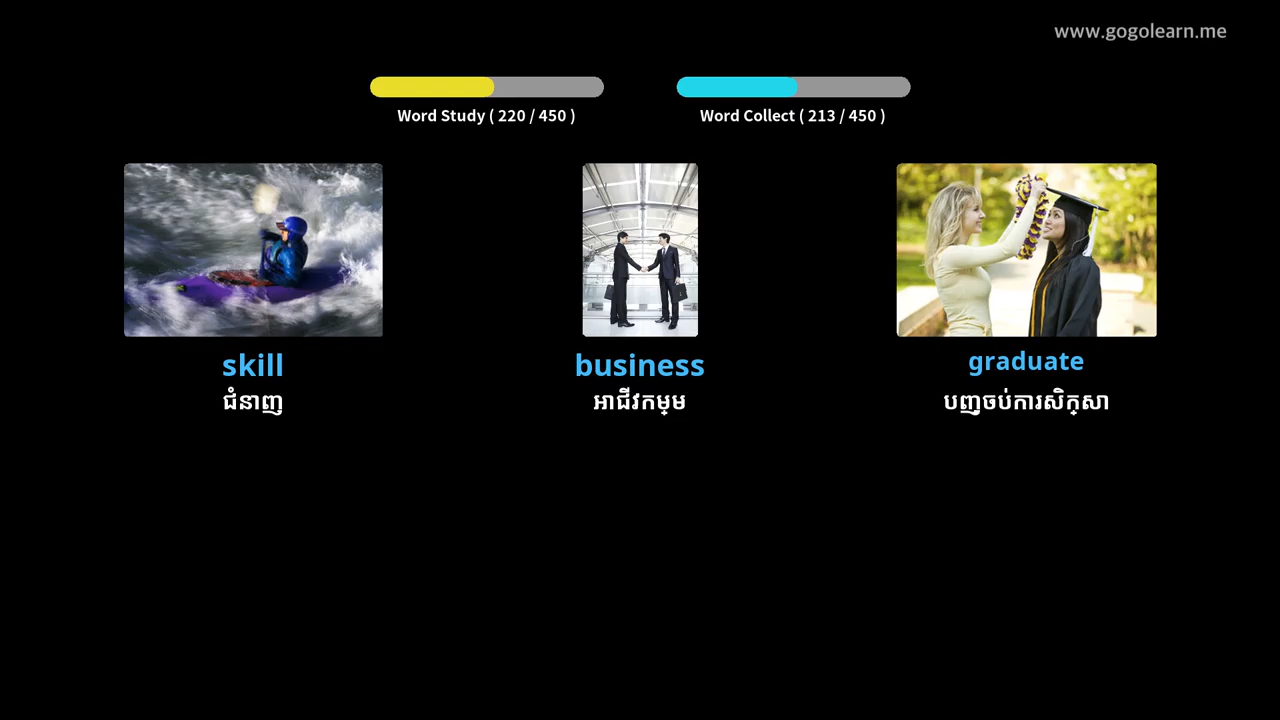 www.gogolearn.me
Word Study ( 220 / 450 )
Word Collect ( 213 / 450 )
skill
ជំនាញ
business
អាជីវកម្ម
graduate
បញ្ចប់ការសិក្សា